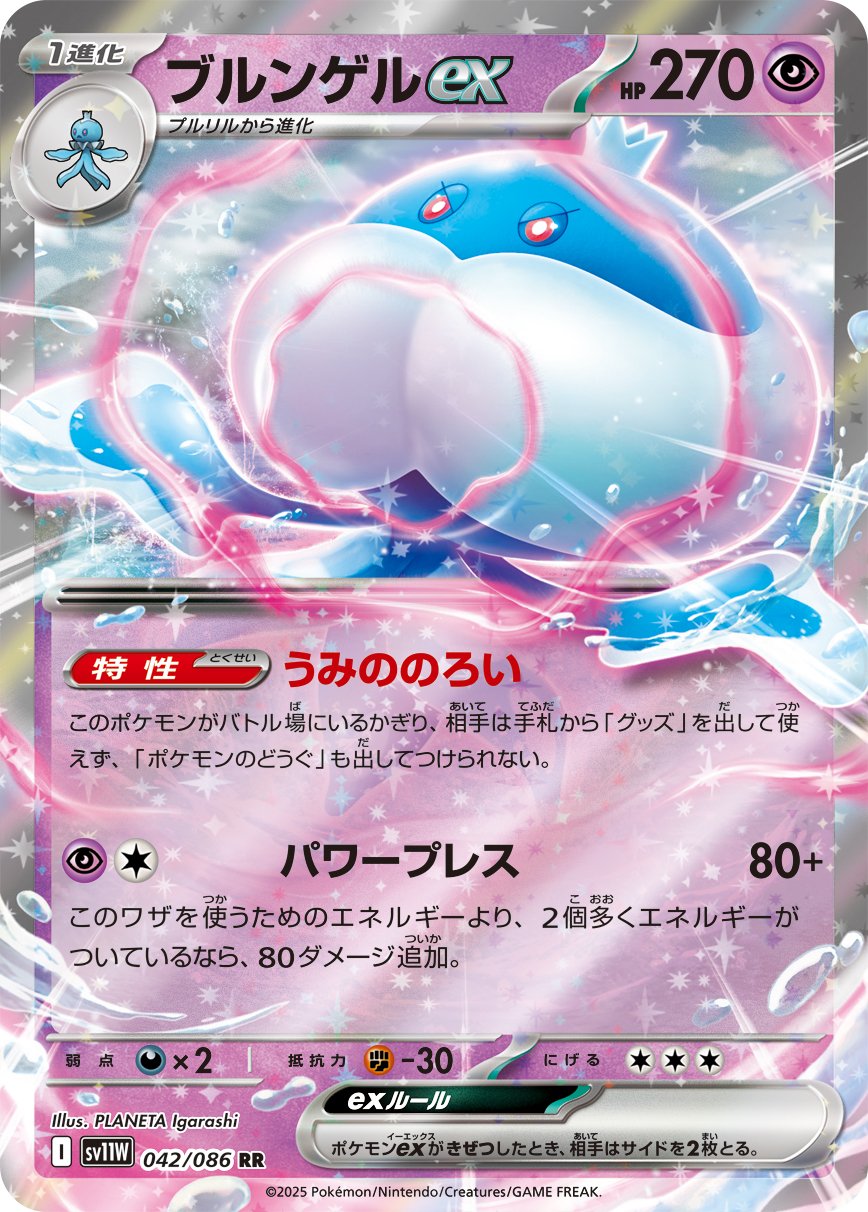 1進化
ブルンゲルex
HP 270
プルリルから進化
特性 とくせい うみののろい
このポケモンがバトル場にいるかぎり、相手は手札から「グッズ」を出して使
えず、「ポケモンのどうぐ」も出してつけられない。
パワープレス 80+
このワザを使うためのエネルギーより、2個多くエネルギーが
ついているなら、80ダメージ追加。
弱点 ×2 抵抗力 -30 にげる
Illus. PLANETA Igarashi
exルール
ポケモンexがきぜつしたとき、相手はサイドを2枚とる。
I sv11W 042/086 RR
©2025 Pokémon/Nintendo/Creatures/GAME FREAK.